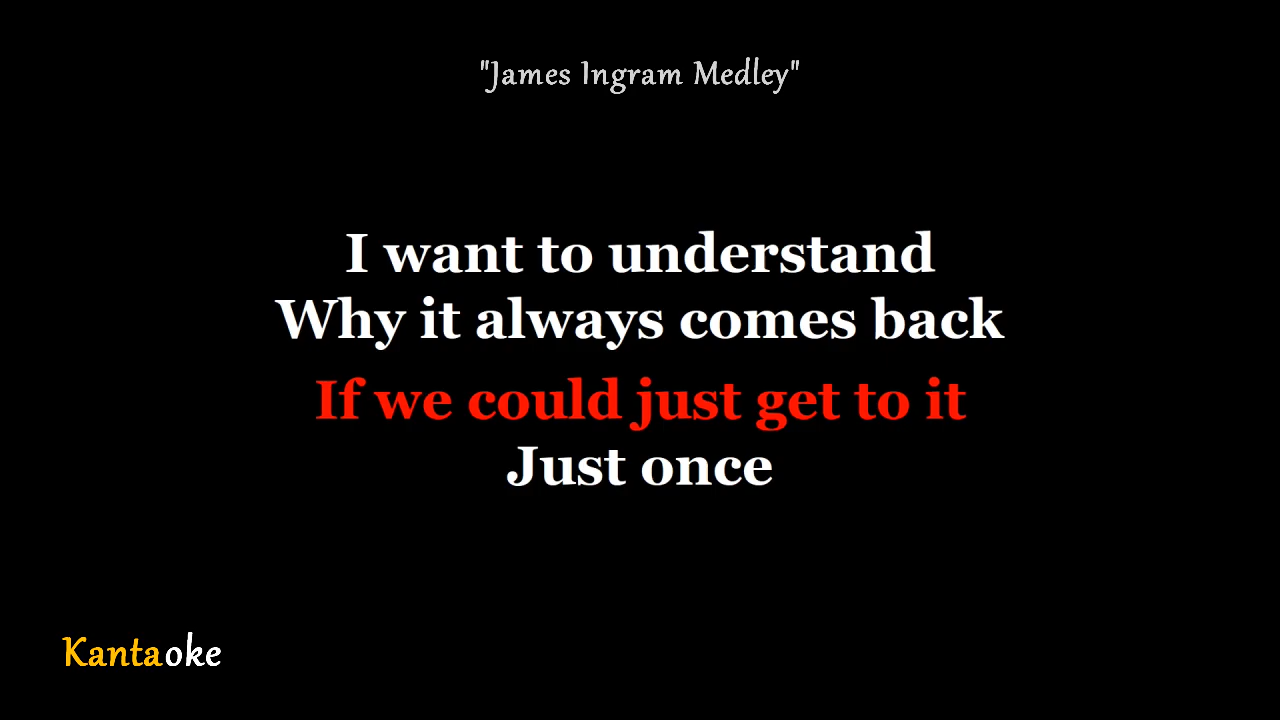 "James Ingram Medley"
I want to understand
Why it always comes back
If we could just get to it
Just once
Kantaoke